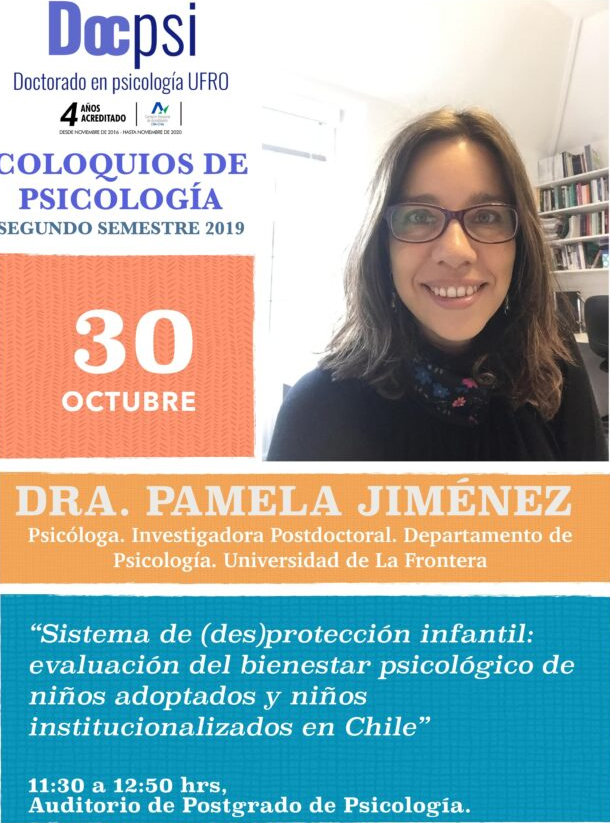 Docpsi
Doctorado en psicología UFRO
4 AÑOS
ACREDITADO
DESDE NOVIEMBRE DE 2016 - HASTA NOVIEMBRE DE 2020
COLOQUIOS DE
PSICOLOGÍA
SEGUNDO SEMESTRE 2019
30
OCTUBRE
DRA. PAMELA JIMÉNEZ
Psicóloga. Investigadora Postdoctoral. Departamento de
Psicología. Universidad de La Frontera
“Sistema de (des)protección infantil:
evaluación del bienestar psicológico de
niños adoptados y niños
institucionalizados en Chile”
11:30 a 12:50 hrs,
Auditorio de Postgrado de Psicología.